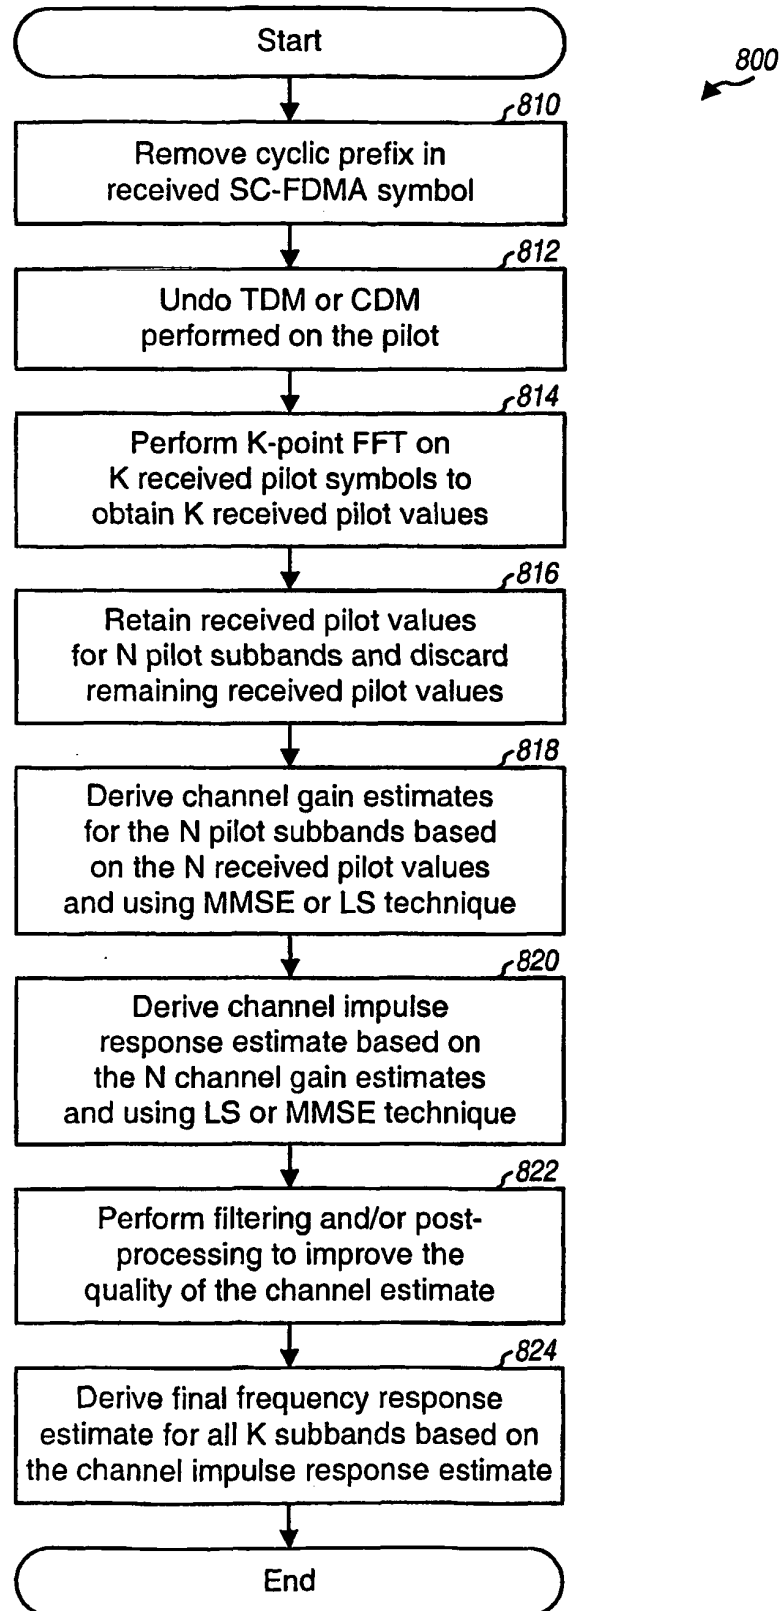 Start
800
810
Remove cyclic prefix in
received SC-FDMA symbol
812
Undo TDM or CDM
performed on the pilot
814
Perform K-point FFT on
K received pilot symbols to
obtain K received pilot values
816
Retain received pilot values
for N pilot subbands and discard
remaining received pilot values
818
Derive channel gain estimates
for the N pilot subbands based
on the N received pilot values
and using MMSE or LS technique
820
Derive channel impulse
response estimate based on
the N channel gain estimates
and using LS or MMSE technique
822
Perform filtering and/or post-
processing to improve the
quality of the channel estimate
824
Derive final frequency response
estimate for all K subbands based on
the channel impulse response estimate
End